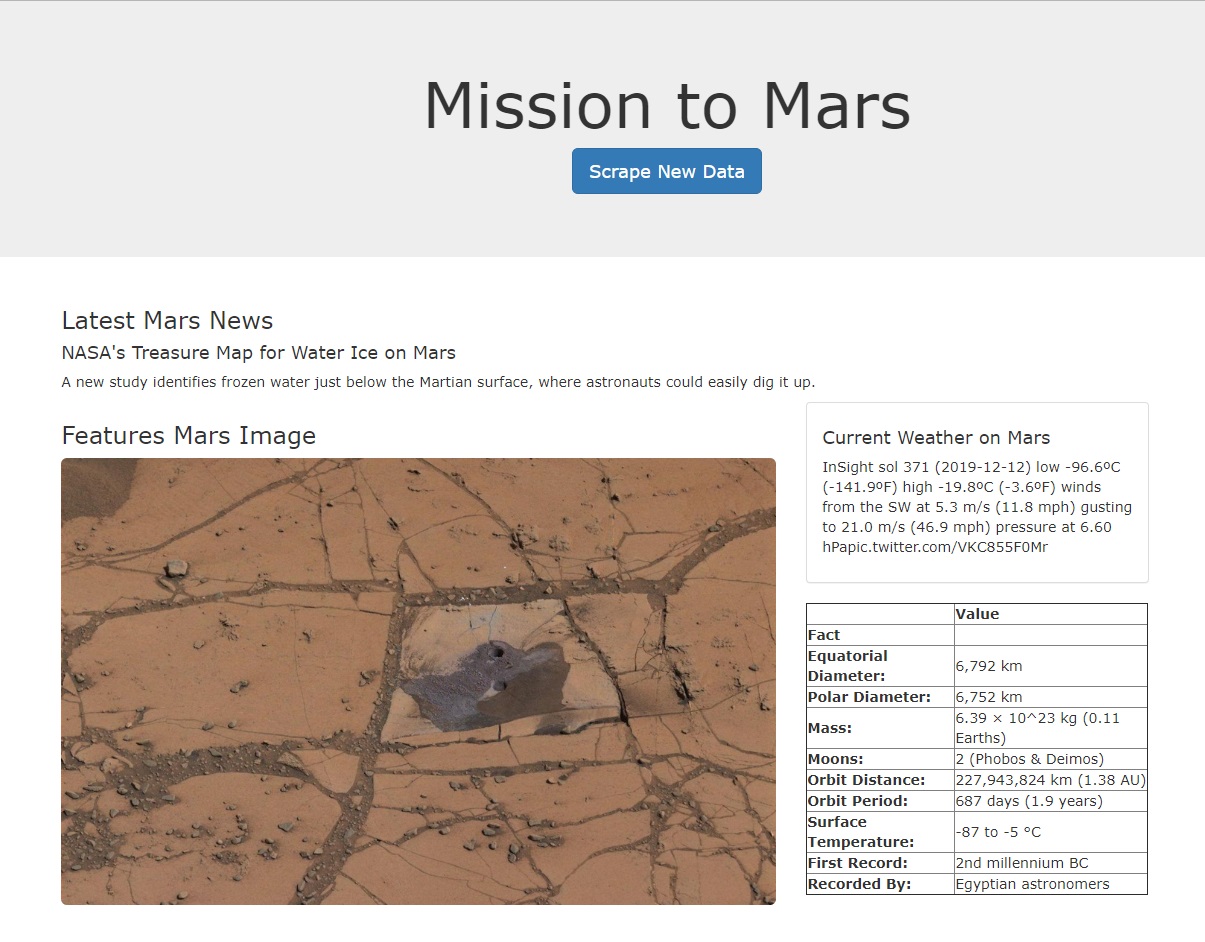 Mission to Mars
Scrape New Data
Latest Mars News
NASA's Treasure Map for Water Ice on Mars
A new study identifies frozen water just below the Martian surface, where astronauts could easily dig it up.
Features Mars Image
Current Weather on Mars
InSight sol 371 (2019-12-12) low -96.6ºC
(-141.9ºF) high -19.8ºC (-3.6ºF) winds
from the SW at 5.3 m/s (11.8 mph) gusting
to 21.0 m/s (46.9 mph) pressure at 6.60
hPapic.twitter.com/VKC855F0Mr
Value
Fact
Equatorial
Diameter:
6,792 km
Polar Diameter:
6,752 km
Mass:
6.39 × 10^23 kg (0.11
Earths)
Moons:
2 (Phobos & Deimos)
Orbit Distance:
227,943,824 km (1.38 AU)
Orbit Period:
687 days (1.9 years)
Surface
Temperature:
-87 to -5 °C
First Record:
2nd millennium BC
Recorded By:
Egyptian astronomers